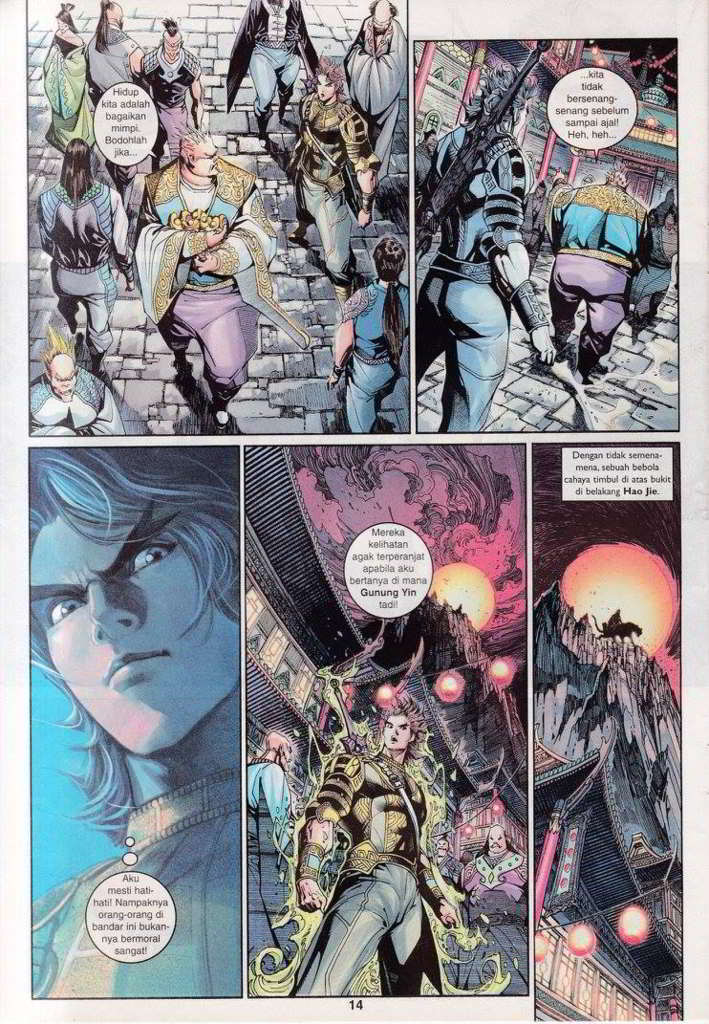 Hidup
kita adalah
bagaikan
mimpi.
Bodohlah
jika...
...kita
tidak
bersenang-
senang sebelum
sampai ajal!
Heh, heh...
Aku
mesti hati-
hati! Nampaknya
orang-orang di
bandar ini bukan-
nya bermoral
sangat!
Mereka
kelihatan
agak terperanjat
apabila aku
bertanya di mana
Gunung Yin
tadi!
Dengan tidak semena-
mena, sebuah bebola
cahaya timbul di atas bukit
di belakang Hao Jie.
14